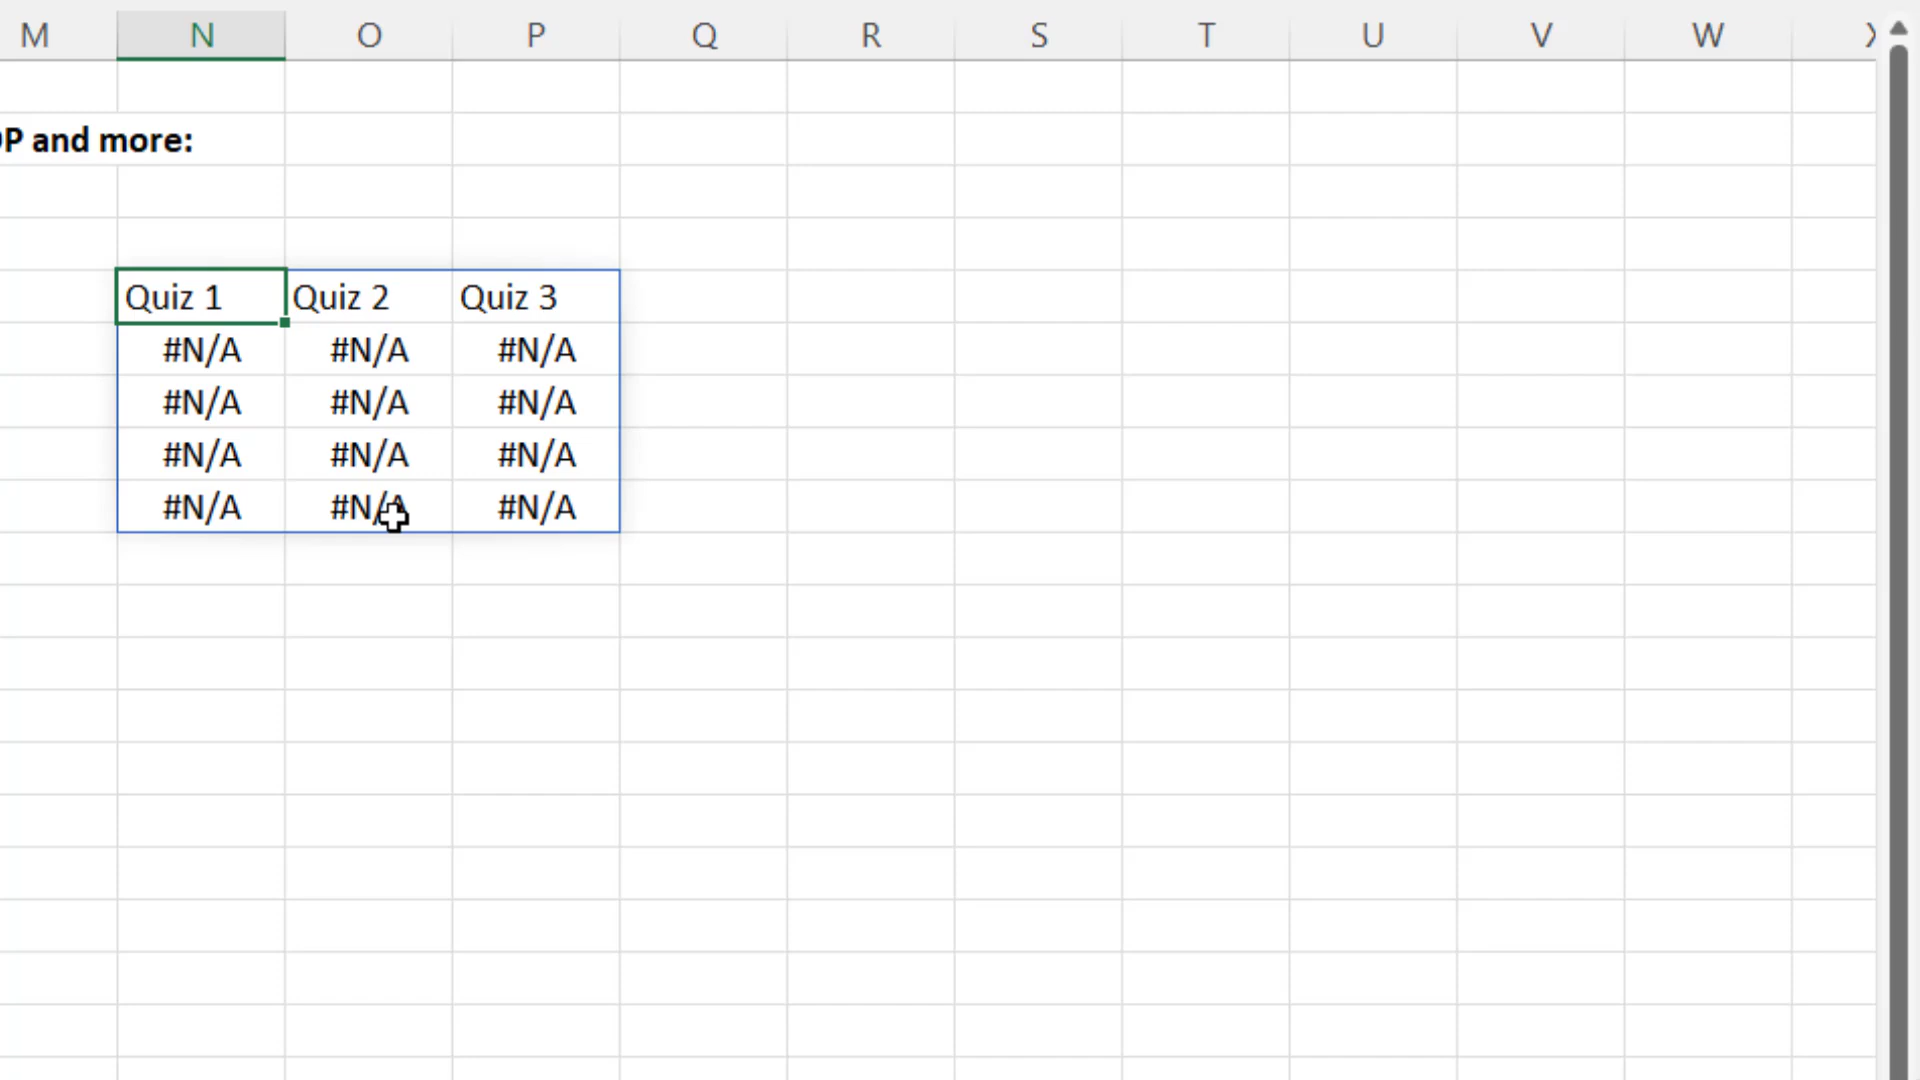 M N O P Q R S T U V W X
P and more:
Quiz 1 Quiz 2 Quiz 3
#N/A #N/A #N/A
#N/A #N/A #N/A
#N/A #N/A #N/A
#N/A #N/A #N/A